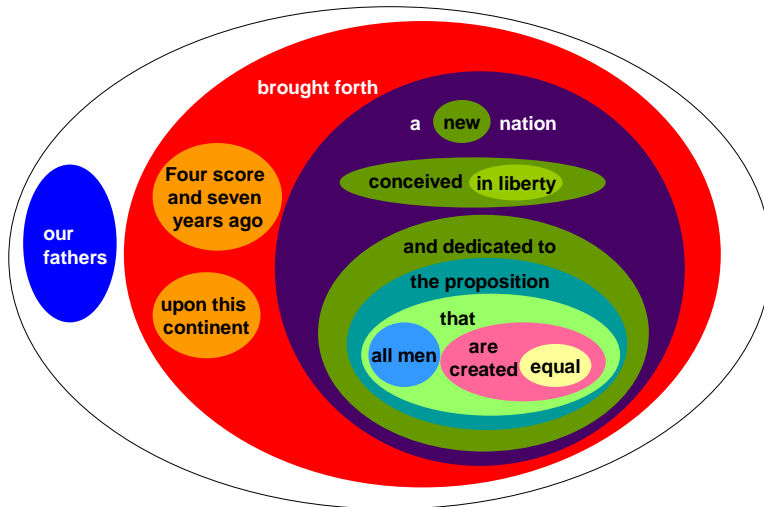 brought forth
a new nation
Four score
and seven
years ago
conceived in liberty
our
fathers
and dedicated to
the proposition
upon this
continent
that
all men
are
created
equal